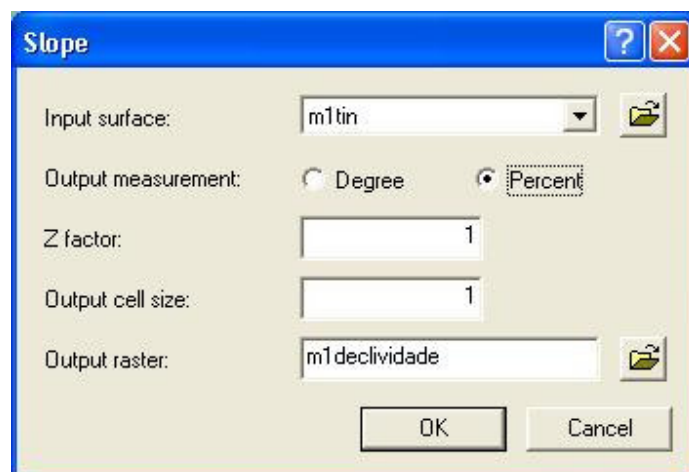 Slope
Input surface: m1tin
Output measurement: Degree Percent
Z factor: 1
Output cell size: 1
Output raster: m1declividade
OK Cancel